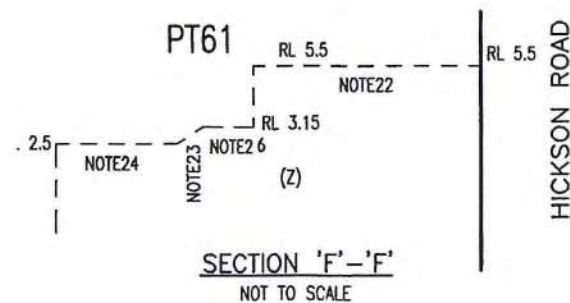 PT61
RL 5.5
RL 5.5
NOTE22
HICKSON ROAD
RL 3.15
. 2.5
NOTE24
NOTE23
NOTE2 6
(Z)
SECTION 'F'-'F'
NOT TO SCALE